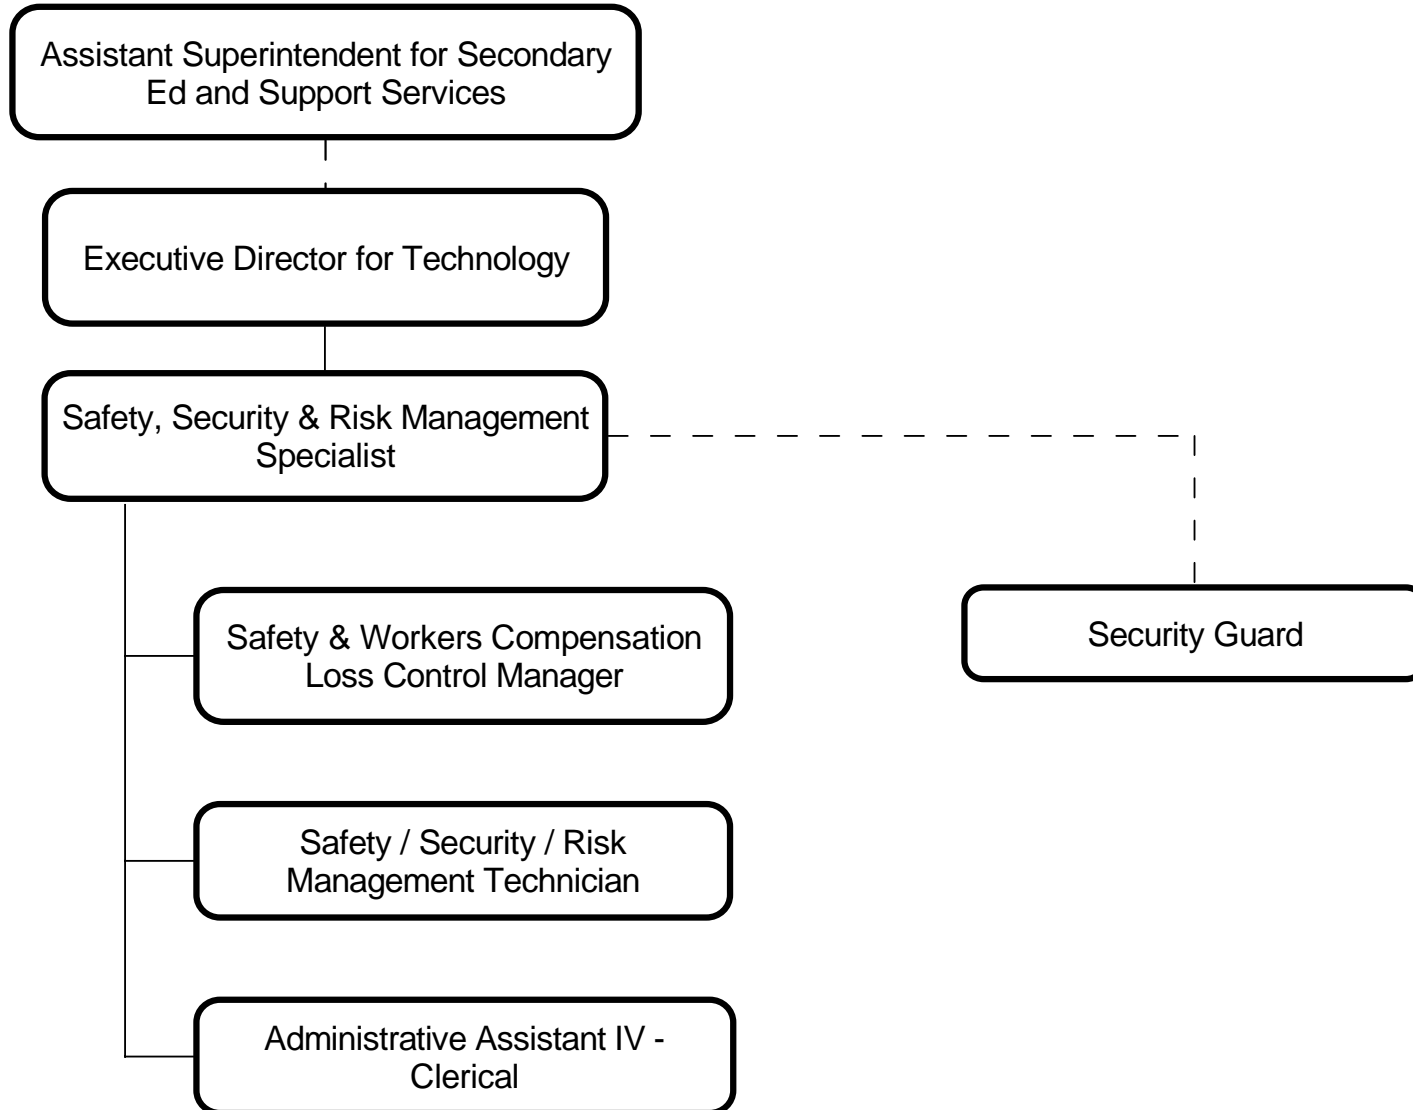 Assistant Superintendent for Secondary
Ed and Support Services
Executive Director for Technology
Safety, Security & Risk Management
Specialist
Safety & Workers Compensation
Loss Control Manager
Security Guard
Safety / Security / Risk
Management Technician
Administrative Assistant IV -
Clerical